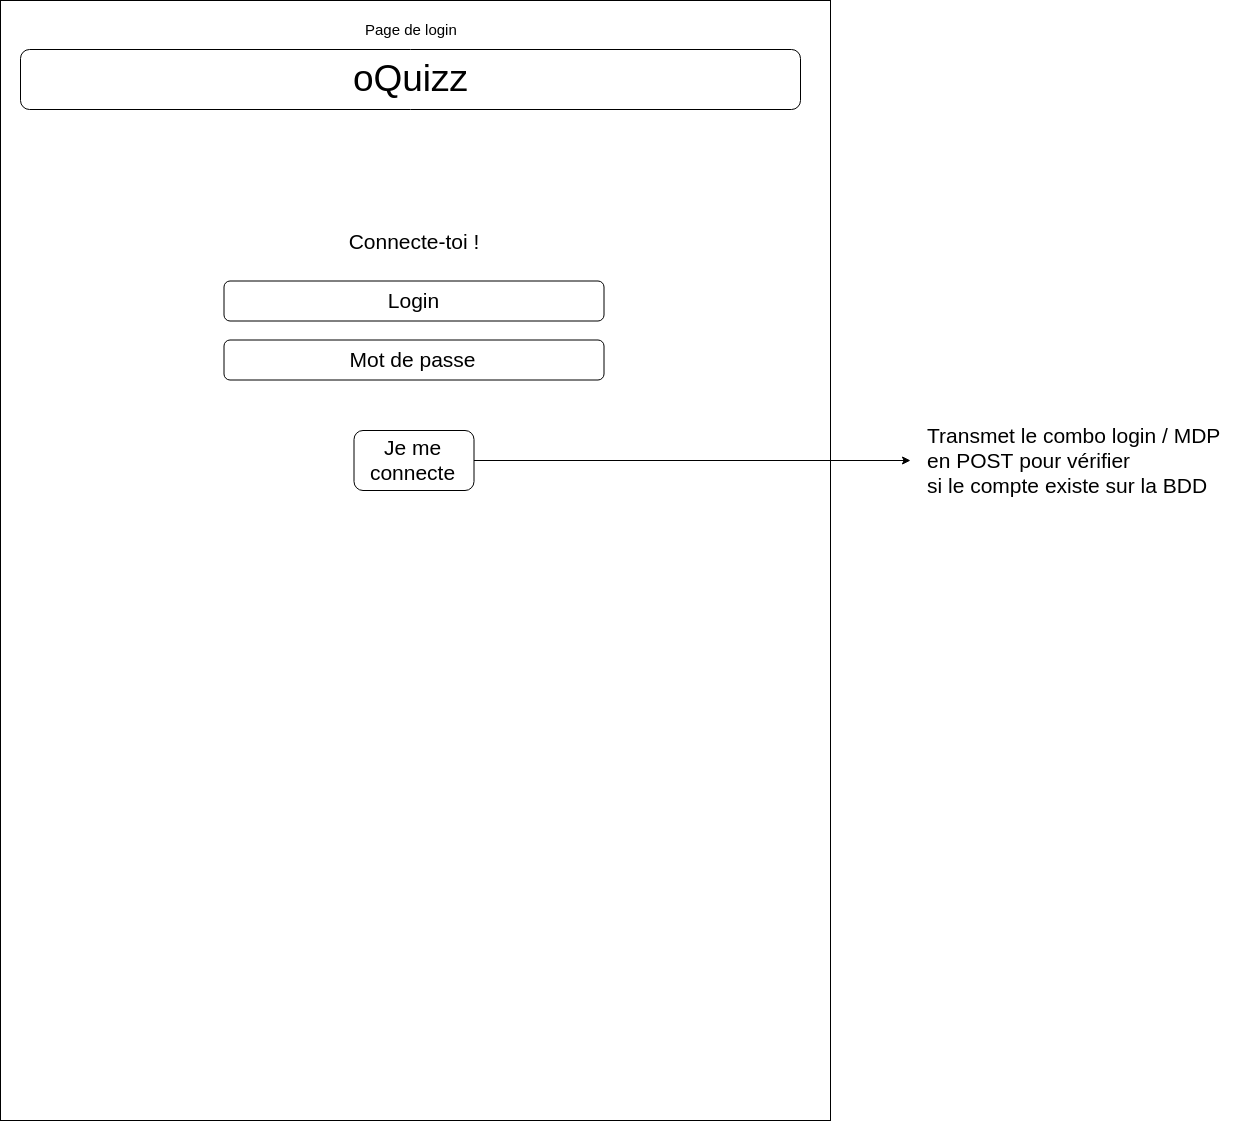 Page de login
oQuizz
Connecte-toi !
Login
Mot de passe
Je me
connecte
Transmet le combo login / MDP
en POST pour vérifier
si le compte existe sur la BDD